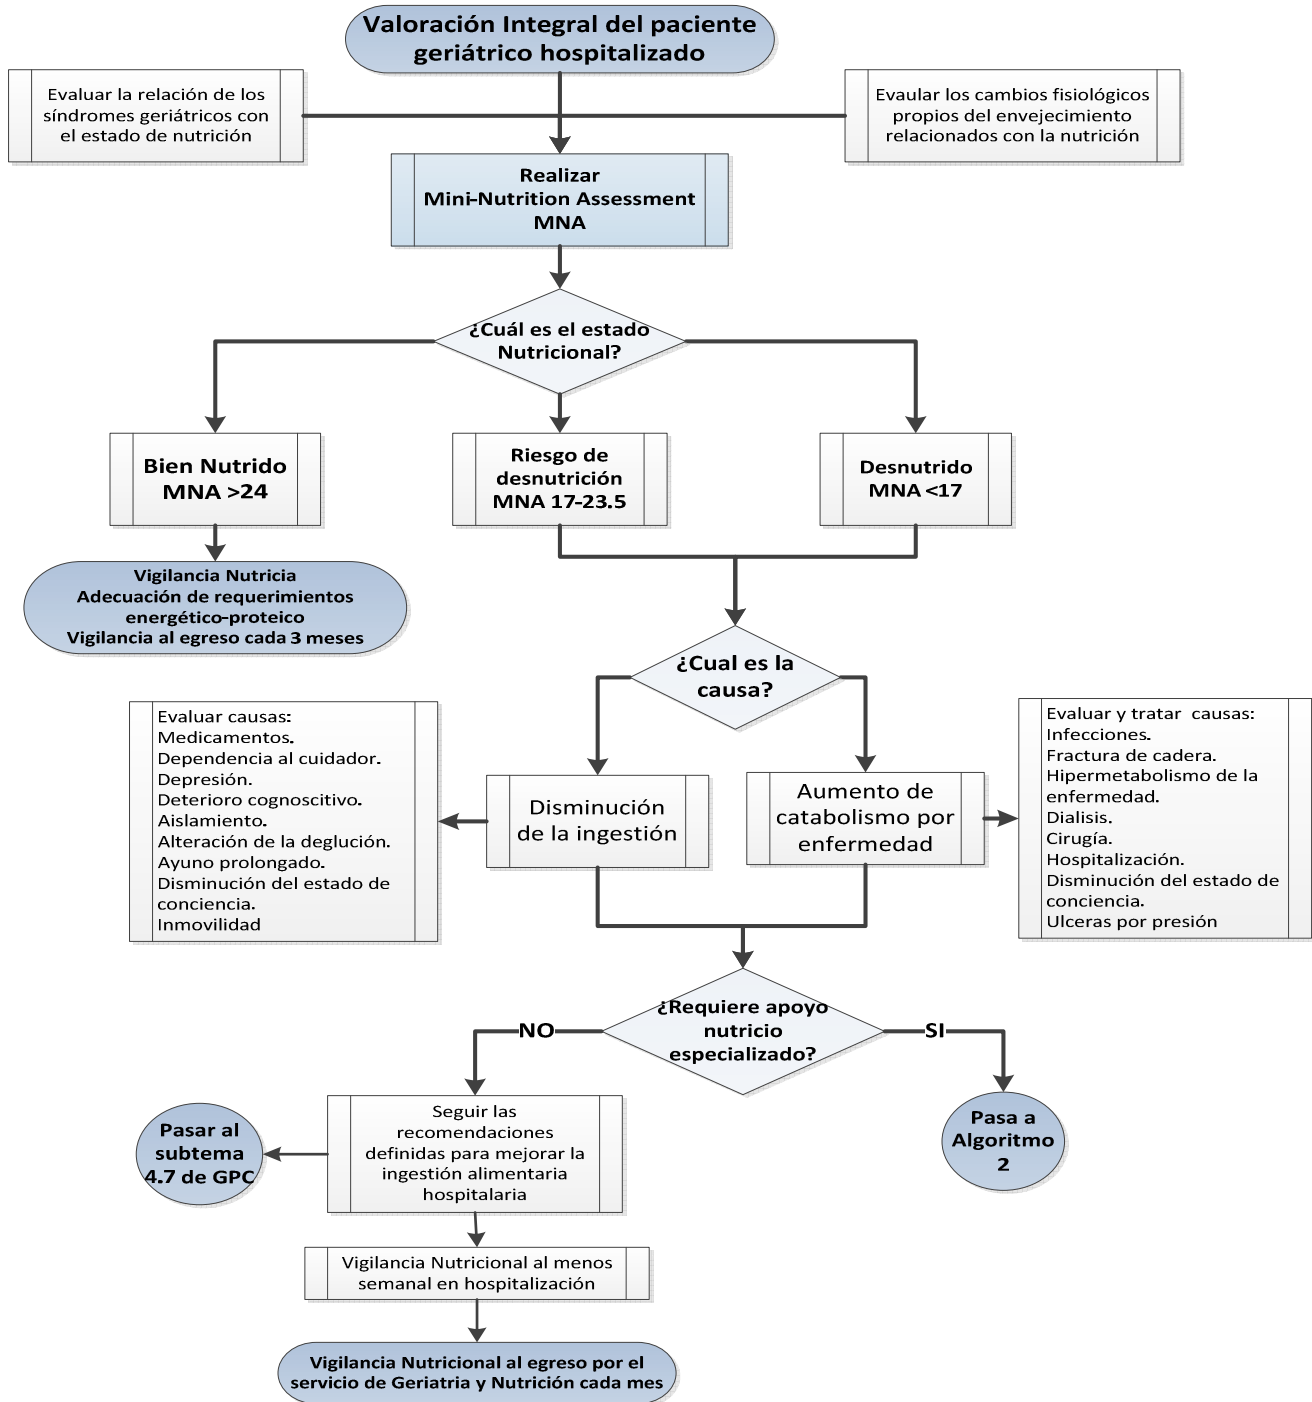 Valoración Integral del paciente
geriátrico hospitalizado
Evaluar la relación de los
síndromes geriátricos con
el estado de nutrición
Evaular los cambios fisiológicos
propios del envejecimiento
relacionados con la nutrición
Realizar
Mini-Nutrition Assessment
MNA
¿Cuál es el estado
Nutricional?
Bien Nutrido
MNA >24
Riesgo de
desnutrición
MNA 17-23.5
Desnutrido
MNA <17
Vigilancia Nutricia
Adecuación de requerimientos
energético-proteico
Vigilancia al egreso cada 3 meses
¿Cual es la
causa?
Evaluar causas:
Medicamentos.
Dependencia al cuidador.
Depresión.
Deterioro cognoscitivo.
Aislamiento.
Alteración de la deglución.
Ayuno prolongado.
Disminución del estado de
conciencia.
Inmovilidad
Disminución
de la ingestión
Aumento de
catabolismo por
enfermedad
Evaluar y tratar causas:
Infecciones.
Fractura de cadera.
Hipermetabolismo de la
enfermedad.
Dialisis.
Cirugía.
Hospitalización.
Disminución del estado de
conciencia.
Ulceras por presión
¿Requiere apoyo
nutricio
especializado?
NO
SI
Seguir las
recomendaciones
definidas para mejorar la
ingestión alimentaria
hospitalaria
Pasar al
subtema
4.7 de GPC
Pasa a
Algoritmo
2
Vigilancia Nutricional al menos
semanal en hospitalización
Vigilancia Nutricional al egreso por el
servicio de Geriatria y Nutrición cada mes